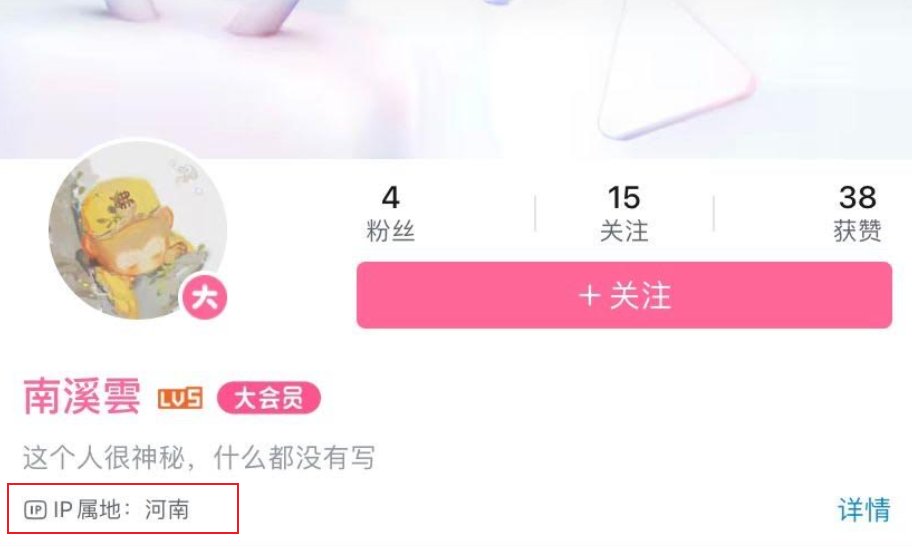 4
粉丝
15
关注
38
获赞
+ 关注
大
南溪雲 LV5 大会员
这个人很神秘，什么都没有写
IP IP属地：河南
详情